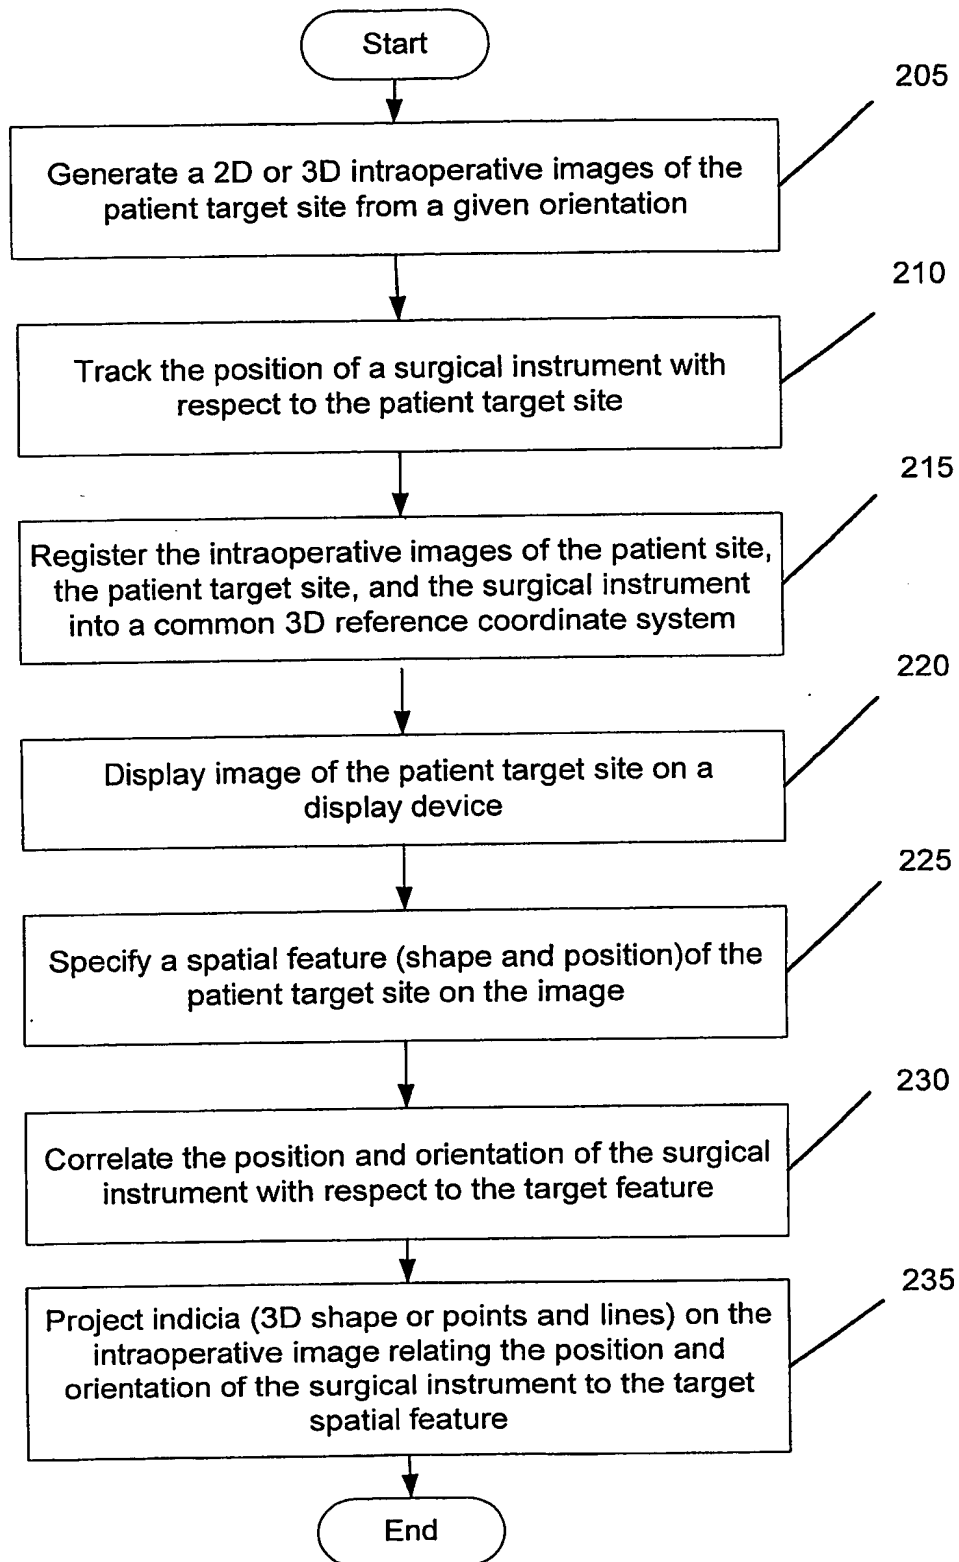 Start
205
Generate a 2D or 3D intraoperative images of the
patient target site from a given orientation
210
Track the position of a surgical instrument with
respect to the patient target site
215
Register the intraoperative images of the patient site,
the patient target site, and the surgical instrument
into a common 3D reference coordinate system
220
Display image of the patient target site on a
display device
225
Specify a spatial feature (shape and position)of the
patient target site on the image
230
Correlate the position and orientation of the surgical
instrument with respect to the target feature
235
Project indicia (3D shape or points and lines) on the
intraoperative image relating the position and
orientation of the surgical instrument to the target
spatial feature
End